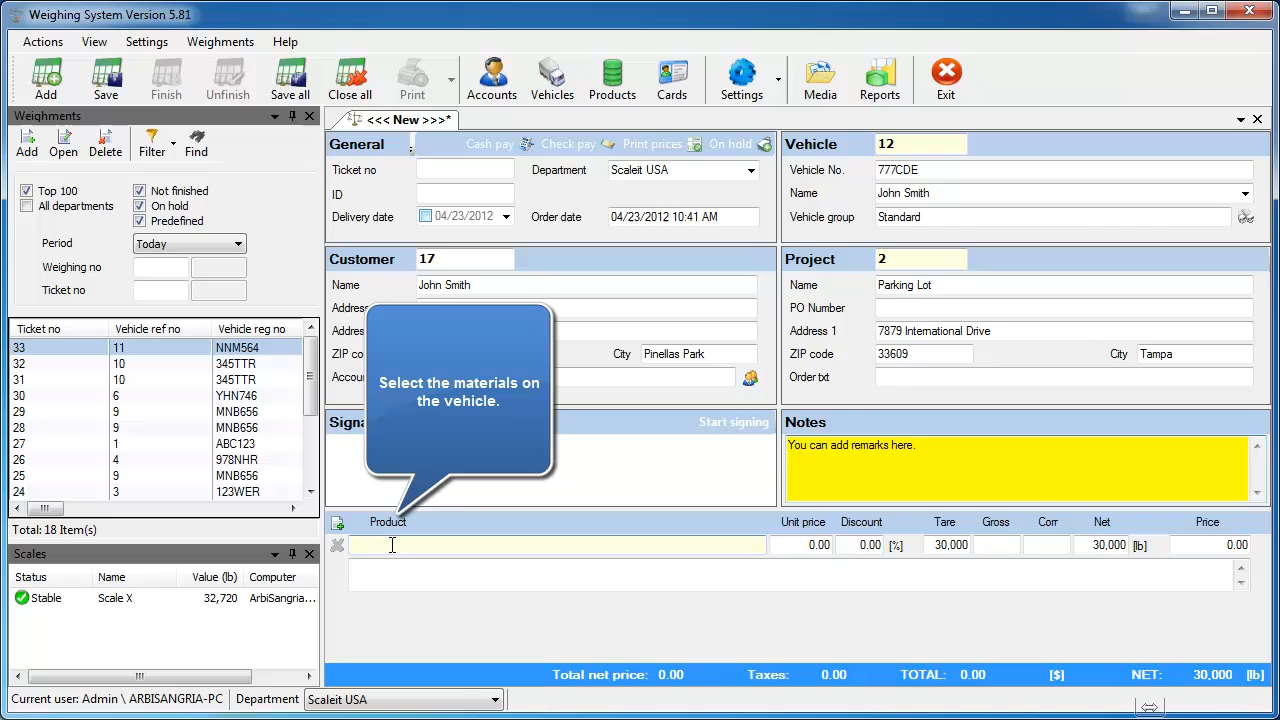 Weighing System Version 5.81
Actions View Settings Weighments Help
Add Save Finish Unfinish Save all Close all Print Accounts Vehicles Products Cards Settings Media Reports Exit
Weighments
Add Open Delete Filter Find
Top 100
All departments
Not finished
On hold
Predefined
Period Today
Weighing no
Ticket no
Ticket no Vehicle ref no Vehicle reg no
33 11 NNM564
32 10 345TTR
31 10 345TTR
30 6 YHN746
29 9 MNB656
28 9 MNB656
27 1 ABC123
26 4 978NHR
25 9 MNB656
24 3 123WER
Total: 18 Item(s)
Scales
Status Name Value (lb) Computer
Stable Scale X 32,720 ArbiSangria...
Current user: Admin \ ARBISANGRIA-PC Department Scaleit USA
<<< New >>>*
General Cash pay Check pay Print prices On hold
Ticket no Department Scaleit USA
ID
Delivery date 04/23/2012 Order date 04/23/2012 10:41 AM
Vehicle 12
Vehicle No. 777CDE
Name John Smith
Vehicle group Standard
Customer 17
Name John Smith
Addres
Addres
ZIP co City Pinellas Park
Accou
Project 2
Name Parking Lot
PO Number
Address 1 7879 International Drive
ZIP code 33609 City Tampa
Order txt
Select the materials on
the vehicle.
Signa Start signing
Notes
You can add remarks here.
Product Unit price Discount Tare Gross Corr Net Price
0.00 0.00 [%] 30,000 30,000 [lb] 0.00
Total net price: 0.00 Taxes: 0.00 TOTAL: 0.00 [$] NET: 30,000 [lb]